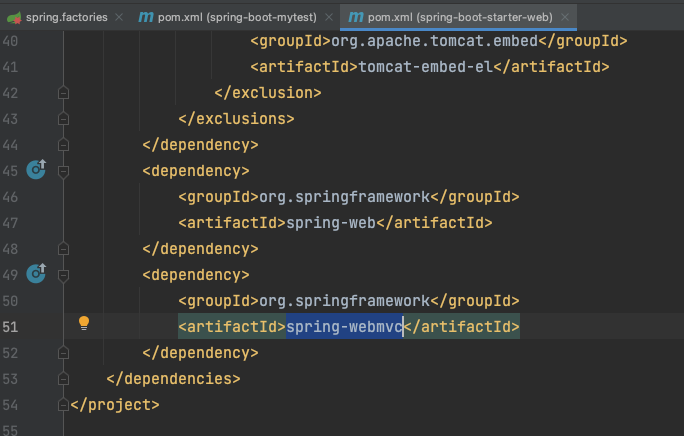 spring.factories × m pom.xml (spring-boot-mytest) × m pom.xml (spring-boot-starter-web) ×
40 <groupId>org.apache.tomcat.embed</groupId>
41 <artifactId>tomcat-embed-el</artifactId>
42 </exclusion>
43 </exclusions>
44 </dependency>
45 <dependency>
46 <groupId>org.springframework</groupId>
47 <artifactId>spring-web</artifactId>
48 </dependency>
49 <dependency>
50 <groupId>org.springframework</groupId>
51 <artifactId>spring-webmvc</artifactId>
52 </dependency>
53 </dependencies>
54 </project>
55